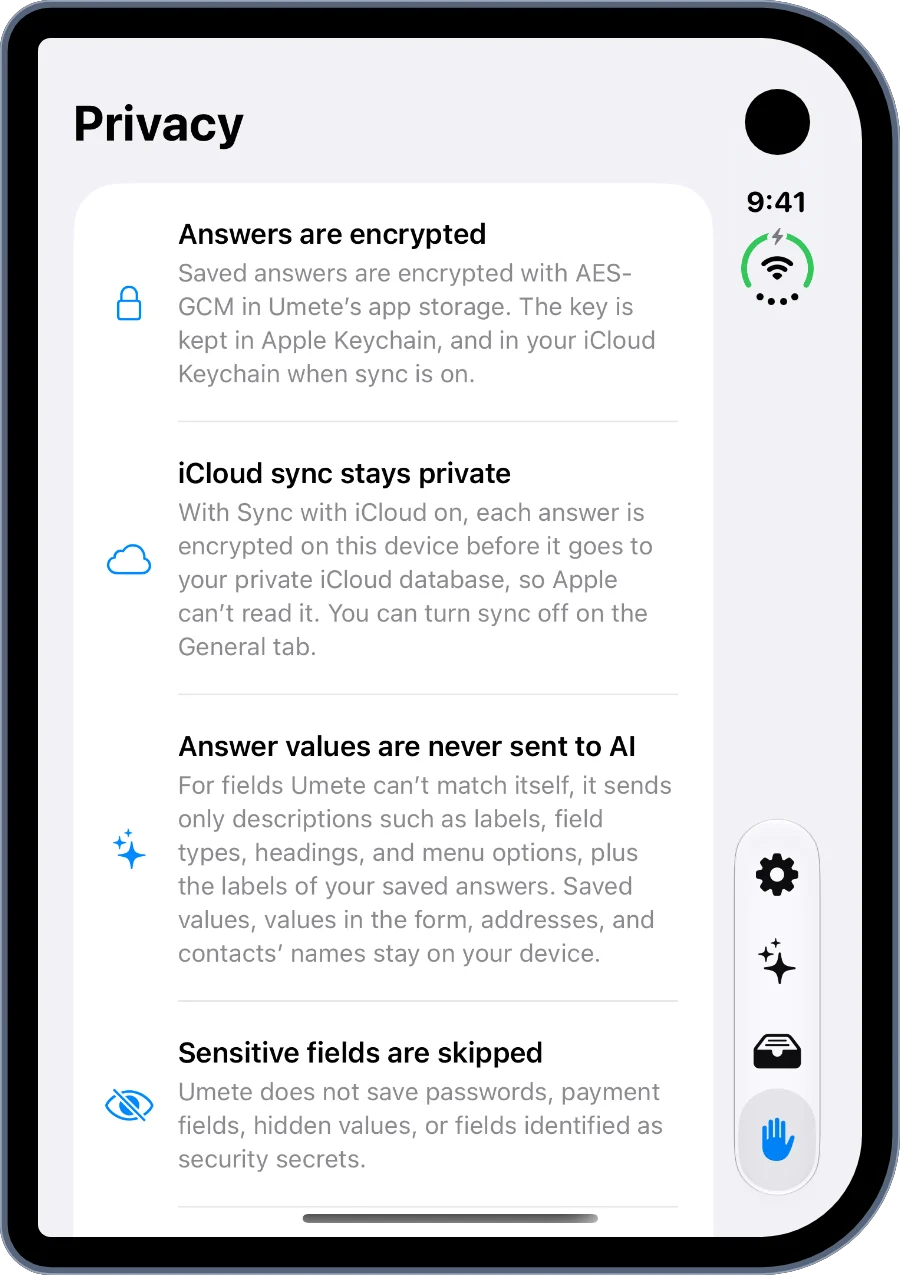 Privacy
9:41
Answers are encrypted
Saved answers are encrypted with AES-
GCM in Umete’s app storage. The key is
kept in Apple Keychain, and in your iCloud
Keychain when sync is on.
iCloud sync stays private
With Sync with iCloud on, each answer is
encrypted on this device before it goes to
your private iCloud database, so Apple
can’t read it. You can turn sync off on the
General tab.
Answer values are never sent to AI
For fields Umete can’t match itself, it sends
only descriptions such as labels, field
types, headings, and menu options, plus
the labels of your saved answers. Saved
values, values in the form, addresses, and
contacts’ names stay on your device.
Sensitive fields are skipped
Umete does not save passwords, payment
fields, hidden values, or fields identified as
security secrets.